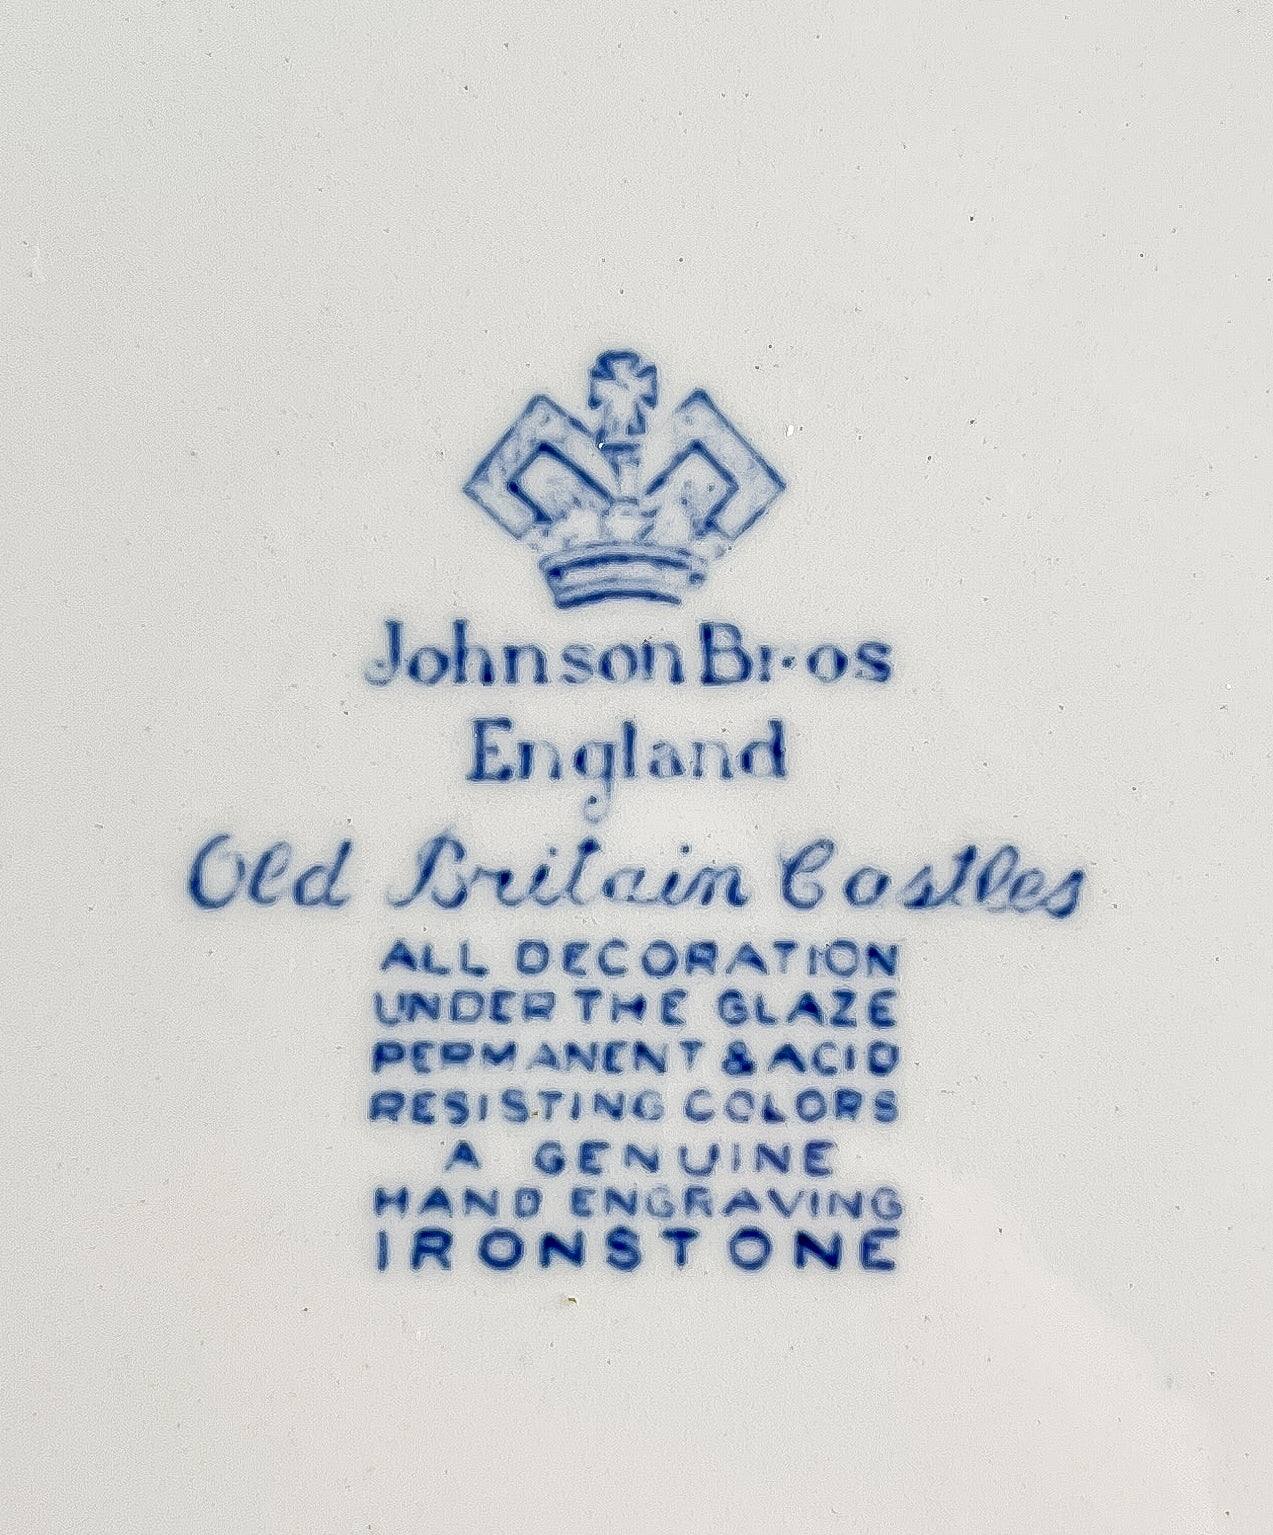 Johnson Bros
England
Old Britain Castles
ALL DECORATION
UNDER THE GLAZE
PERMANENT & ACID
RESISTING COLORS
A GENUINE
HAND ENGRAVING
IRONSTONE